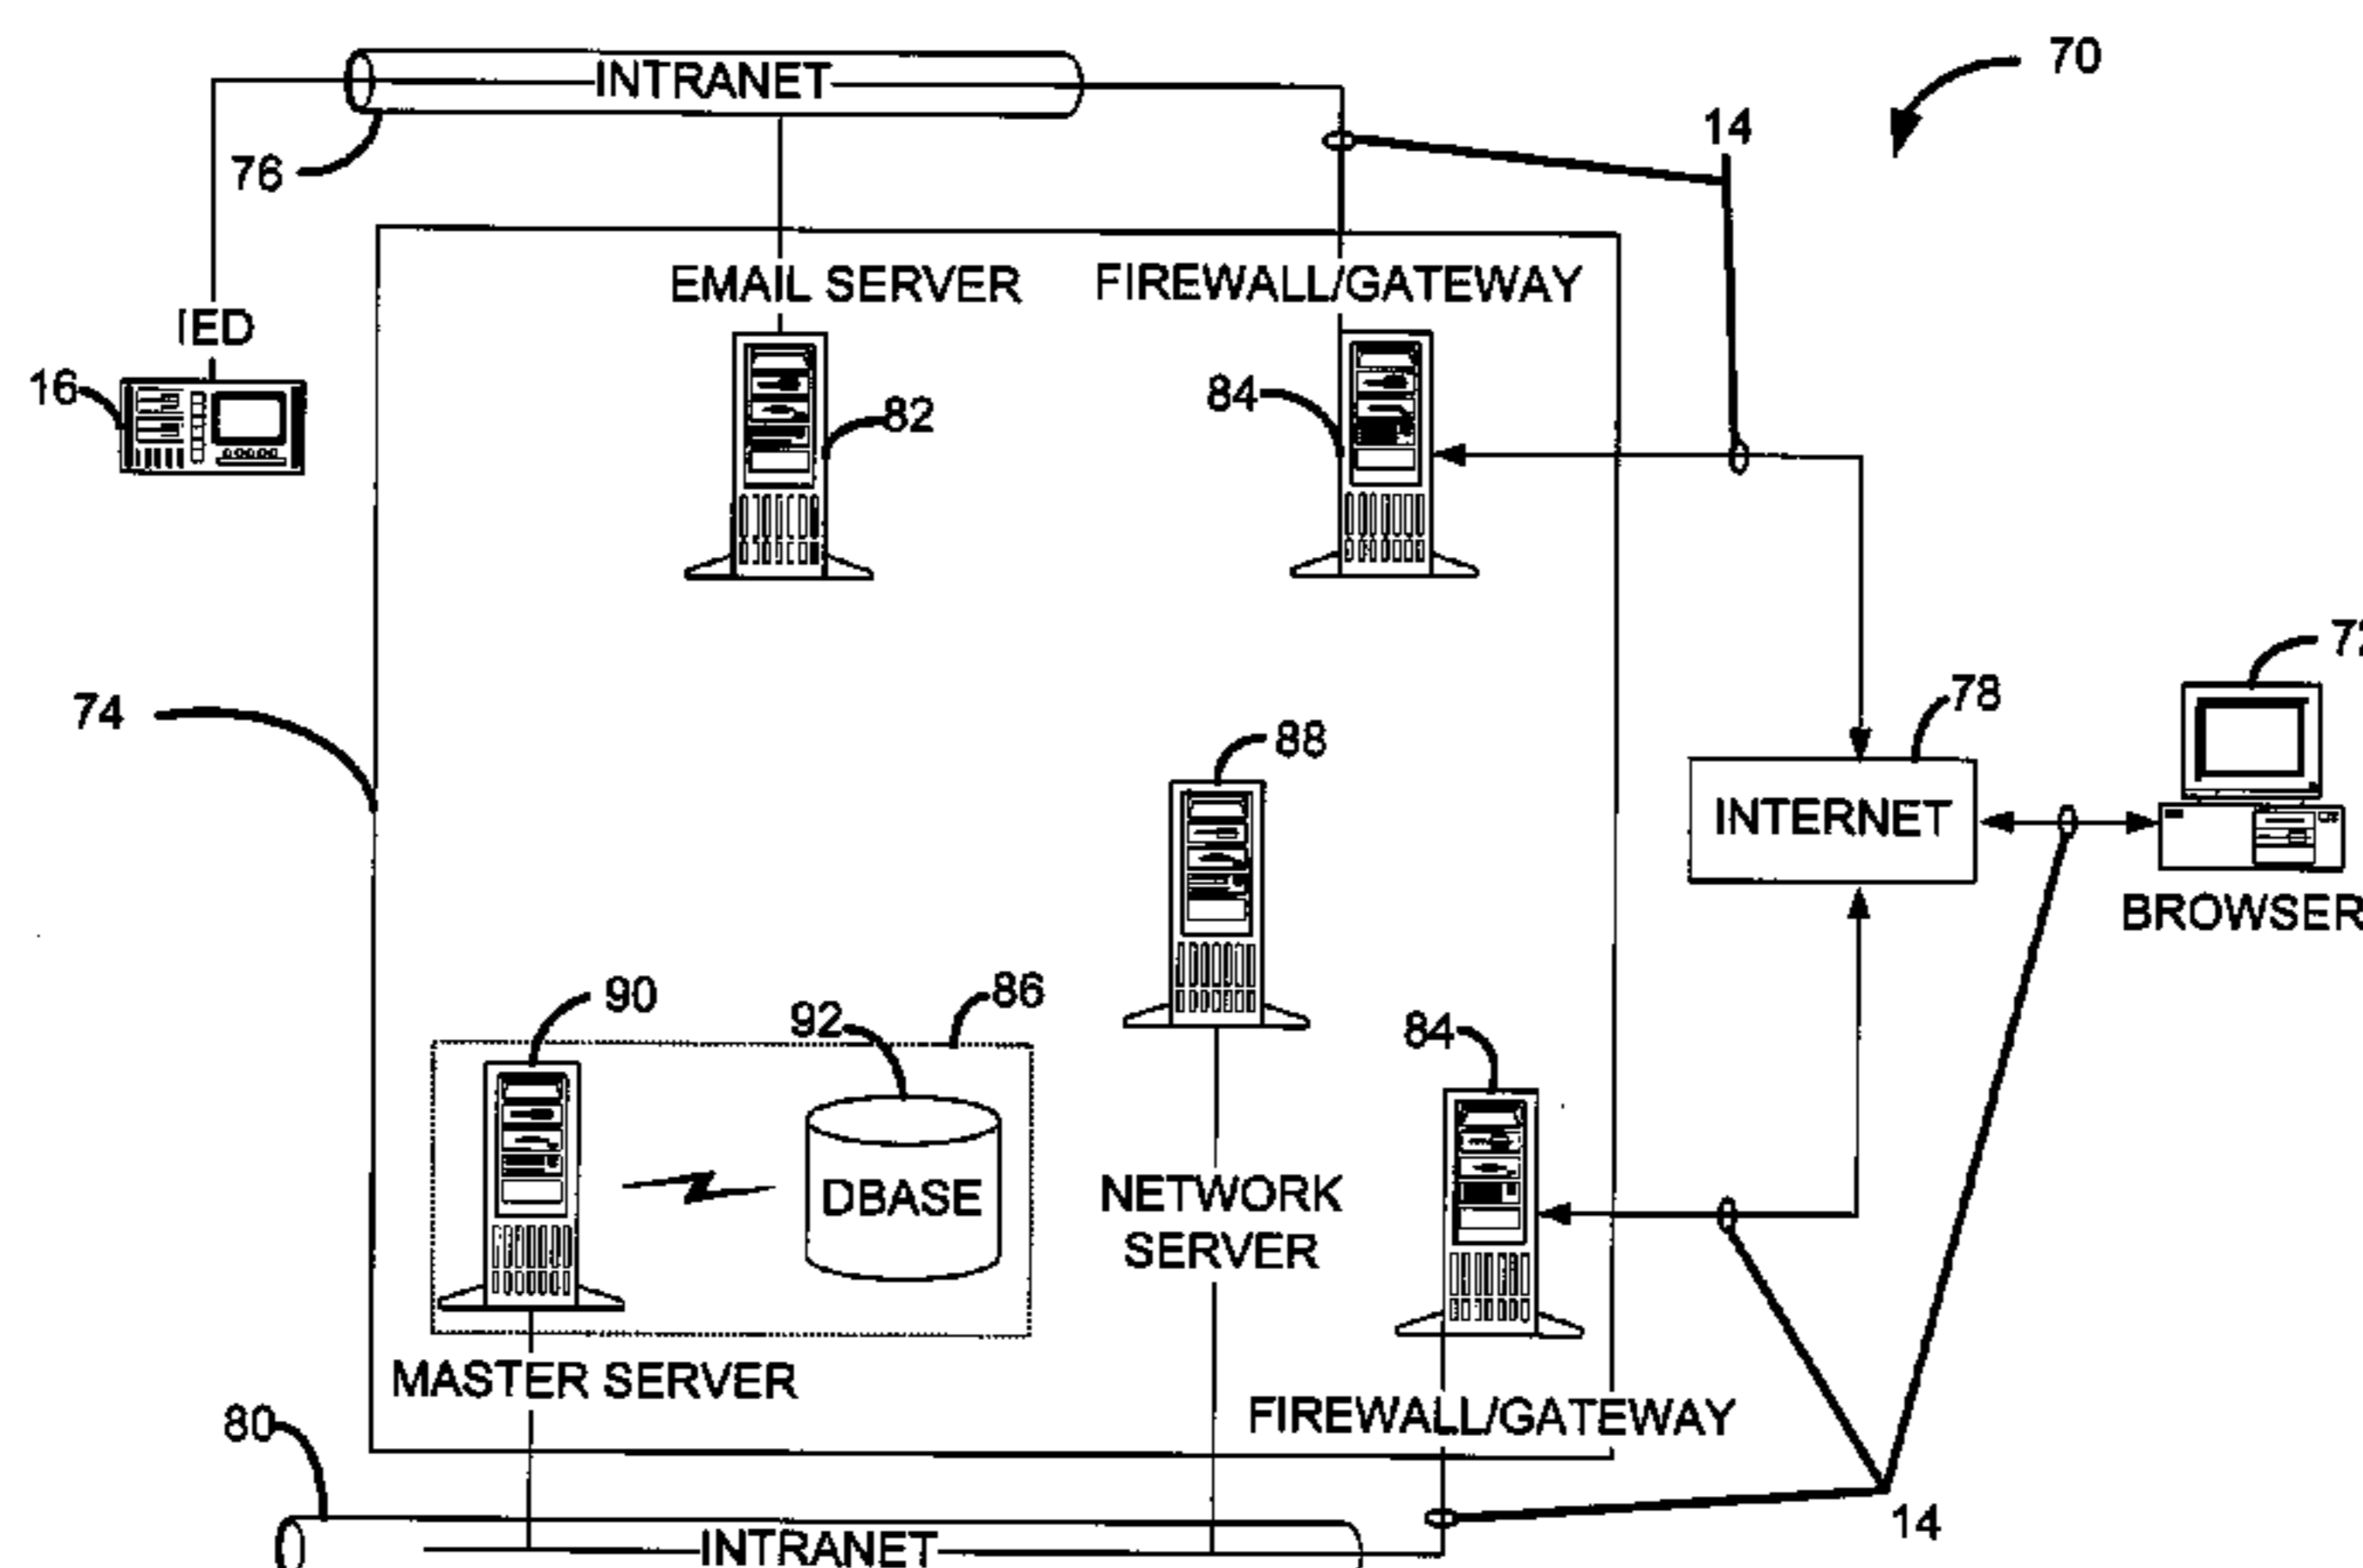 INTRANET
70
14
76
EMAIL SERVER
FIREWALL/GATEWAY
IED
16
82
84
72
78
74
88
INTERNET
BROWSER
90
92
86
84
DBASE
NETWORK
SERVER
MASTER SERVER
FIREWALL/GATEWAY
80
14
INTRANET